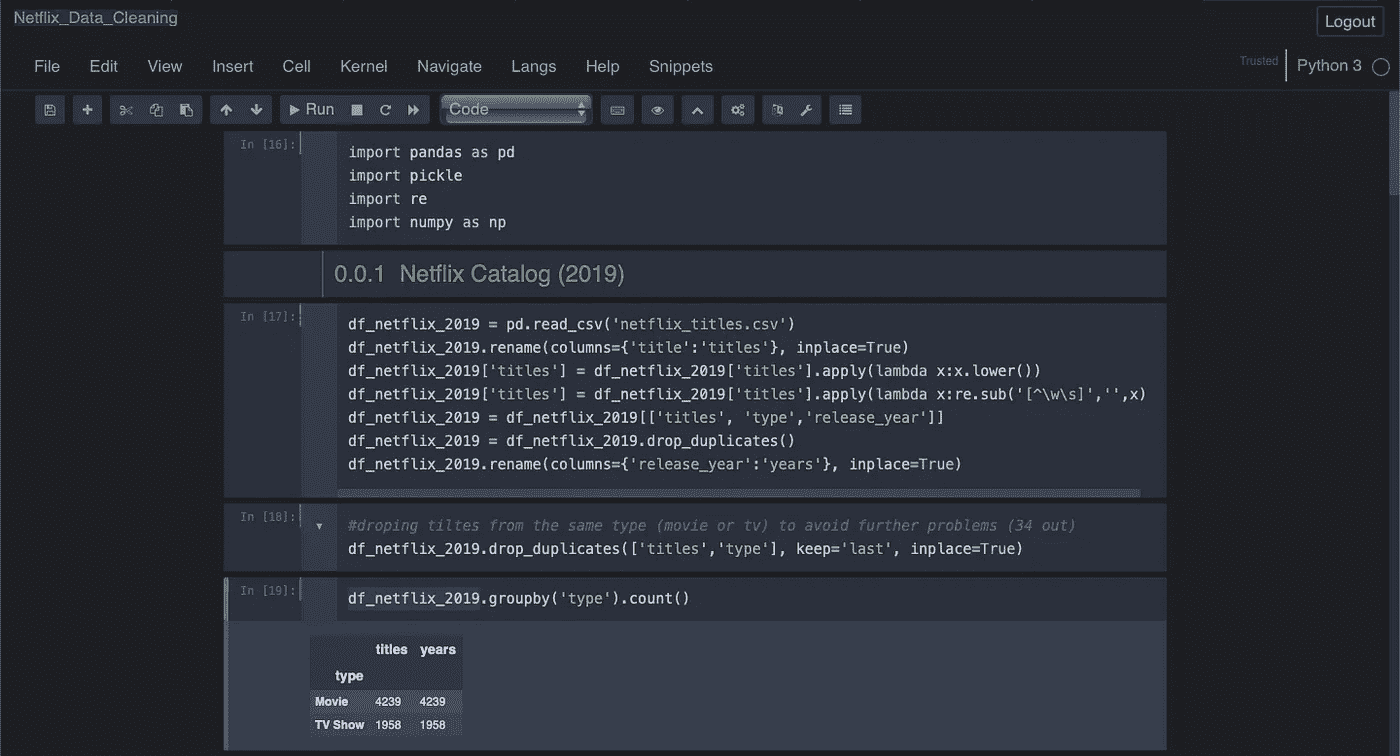 Netflix_Data_Cleaning
Logout
File Edit View Insert Cell Kernel Navigate Langs Help Snippets
Trusted Python 3
Run Code
In [16]:
import pandas as pd
import pickle
import re
import numpy as np
0.0.1 Netflix Catalog (2019)
In [17]:
df_netflix_2019 = pd.read_csv('netflix_titles.csv')
df_netflix_2019.rename(columns={'title':'titles'}, inplace=True)
df_netflix_2019['titles'] = df_netflix_2019['titles'].apply(lambda x:x.lower())
df_netflix_2019['titles'] = df_netflix_2019['titles'].apply(lambda x:re.sub('[^\w\s]','',x)
df_netflix_2019 = df_netflix_2019[['titles', 'type','release_year']]
df_netflix_2019 = df_netflix_2019.drop_duplicates()
df_netflix_2019.rename(columns={'release_year':'years'}, inplace=True)
In [18]:
#droping tiltes from the same type (movie or tv) to avoid further problems (34 out)
df_netflix_2019.drop_duplicates(['titles','type'], keep='last', inplace=True)
In [19]:
df_netflix_2019.groupby('type').count()
titles years
type
Movie 4239 4239
TV Show 1958 1958